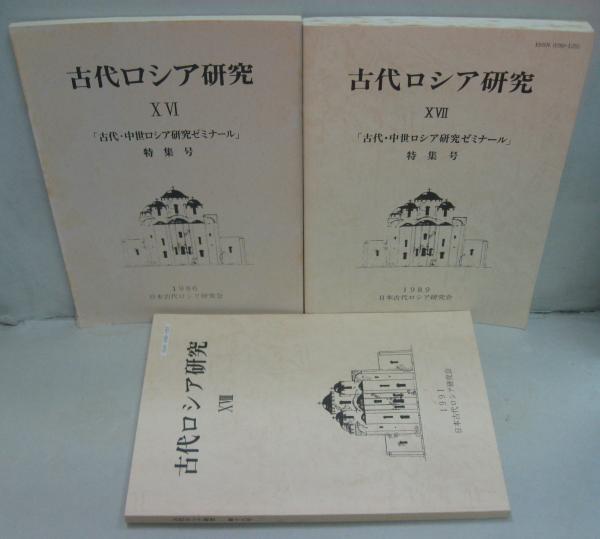 古代ロシア研究
XVI
「古代・中世ロシア研究ゼミナール」
特集号
1986
日本古代ロシア研究会
古代ロシア研究
XVII
「古代・中世ロシア研究ゼミナール」
特集号
1989
日本古代ロシア研究会
古代ロシア研究
XVIII
1991
日本古代ロシア研究会